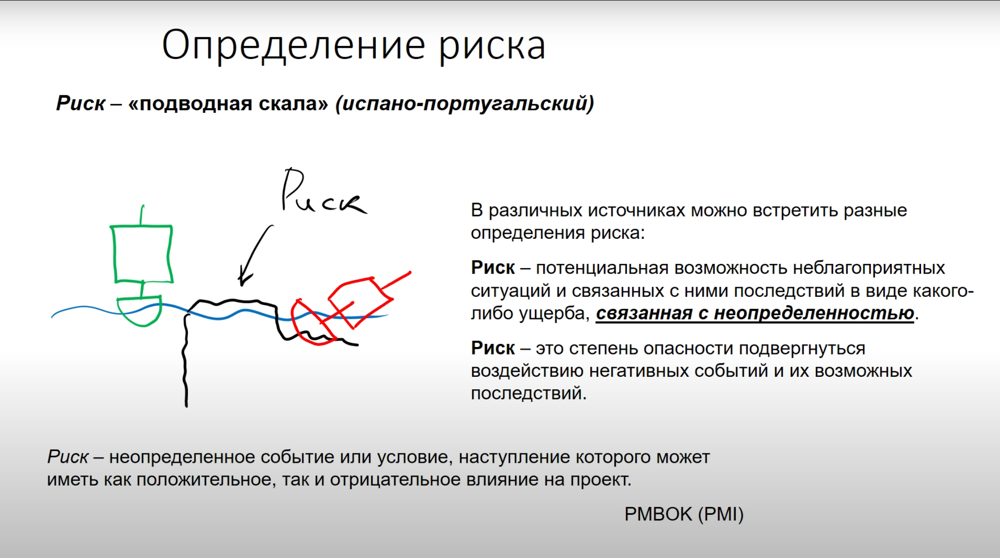 Определение риска
Риск – «подводная скала» (испано-португальский)
Риск
В различных источниках можно встретить разные
определения риска:
Риск – потенциальная возможность неблагоприятных
ситуаций и связанных с ними последствий в виде какого-
либо ущерба, связанная с неопределенностью.
Риск – это степень опасности подвергнуться
воздействию негативных событий и их возможных
последствий.
Риск – неопределенное событие или условие, наступление которого может
иметь как положительное, так и отрицательное влияние на проект.
PMBOK (PMI)